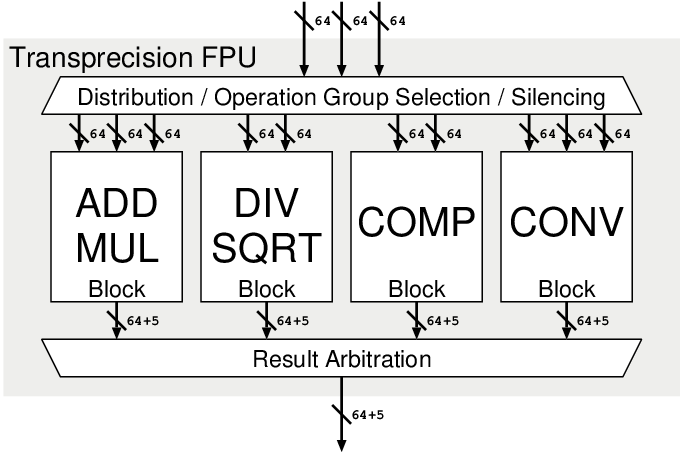 64 64 64
Transprecision FPU
Distribution / Operation Group Selection / Silencing
64 64 64 64 64 64 64 64 64 64
ADD
MUL
Block
DIV
SQRT
Block
COMP
Block
CONV
Block
64+5 64+5 64+5 64+5
Result Arbitration
64+5